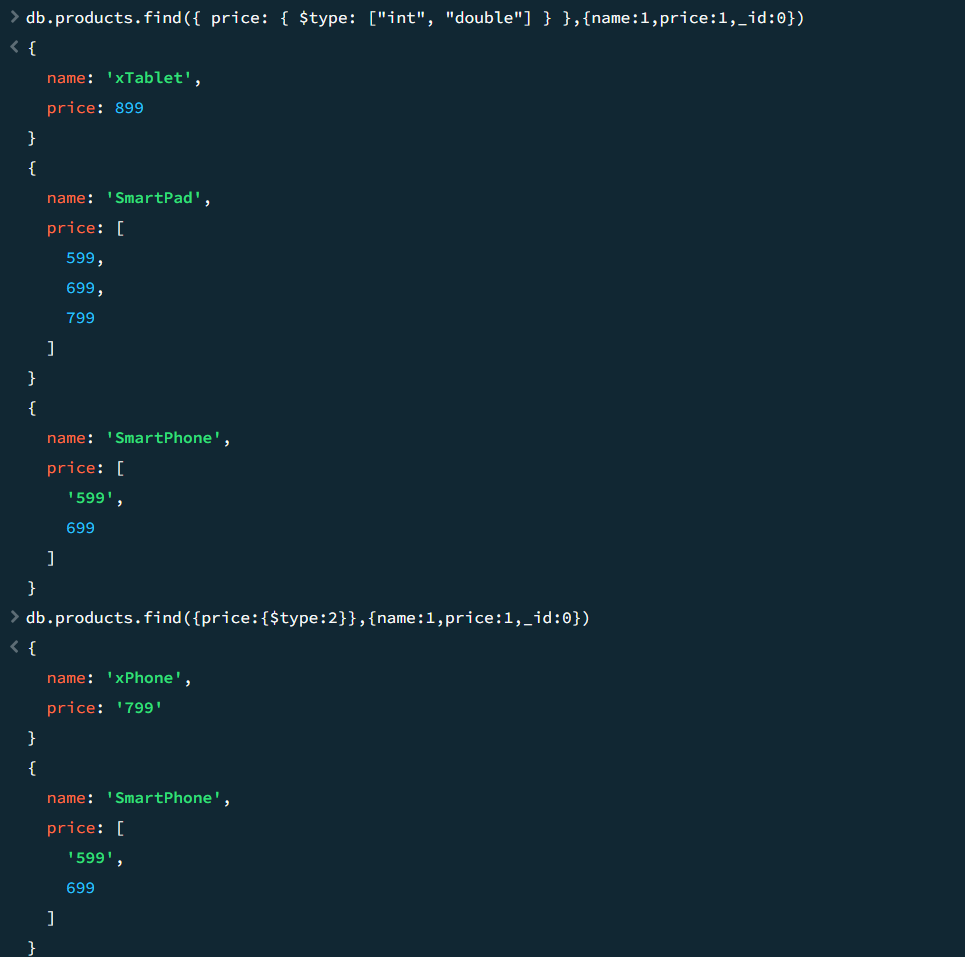 > db.products.find({ price: { $type: ["int", "double"] } },{name:1,price:1,_id:0})
< {
name: 'xTablet',
price: 899
}
{
name: 'SmartPad',
price: [
599,
699,
799
]
}
{
name: 'SmartPhone',
price: [
'599',
699
]
}
> db.products.find({price:{$type:2}},{name:1,price:1,_id:0})
< {
name: 'xPhone',
price: '799'
}
{
name: 'SmartPhone',
price: [
'599',
699
]
}